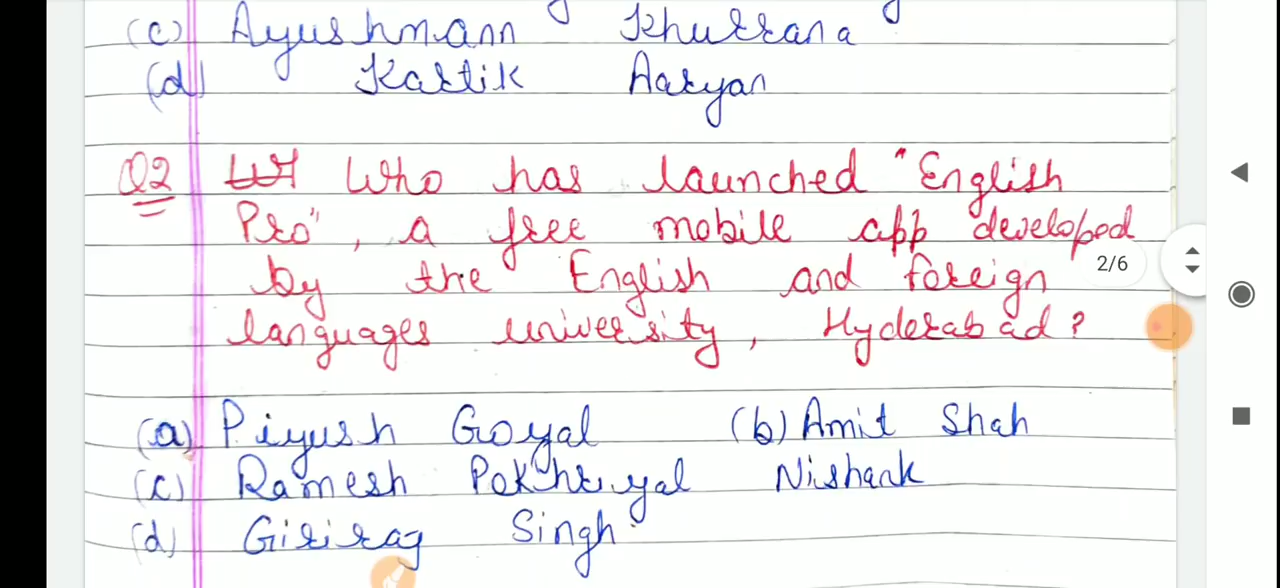 (c) Ayushmann Khurrana
(d) Kartik Aaryan
Q2 Who has launched "English
Pro", a free mobile app developed
by the English and foreign
2/6
languages university, Hyderabad?
(a) Piyush Goyal (b) Amit Shah
(c) Ramesh Pokhriyal Nishank
(d) Giriraj Singh